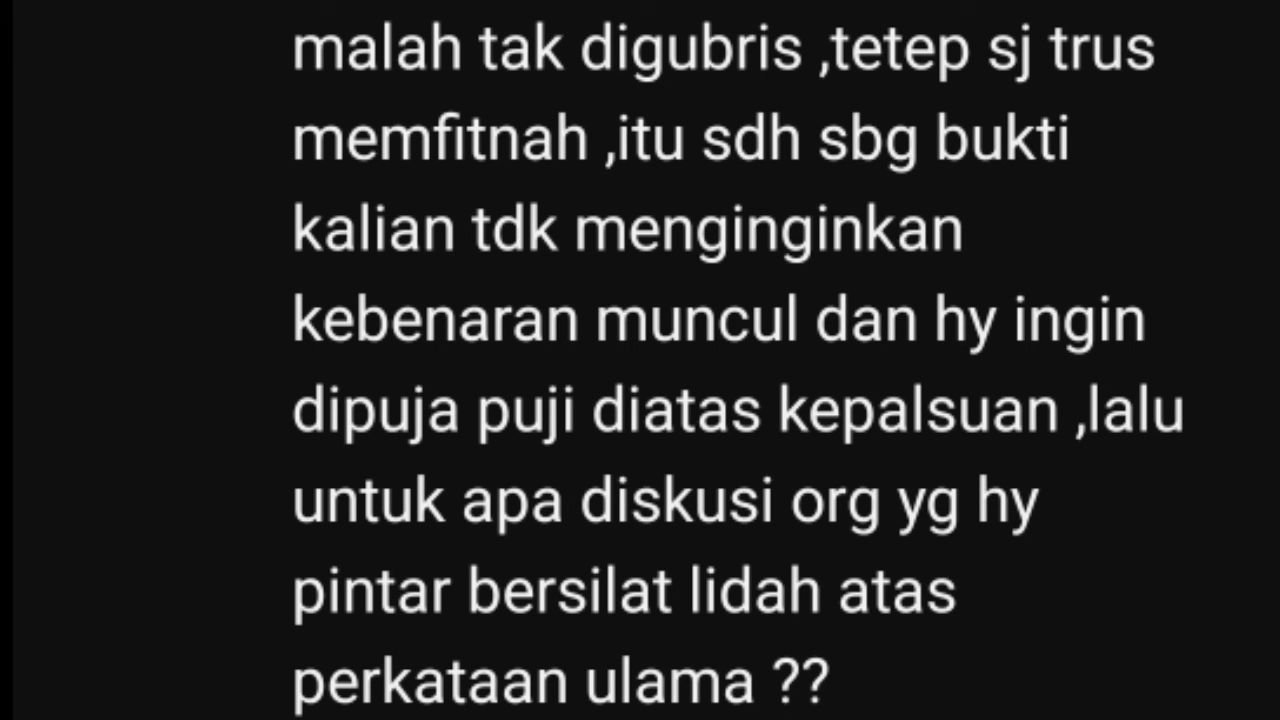 malah tak digubris ,tetep sj trus
memfitnah ,itu sdh sbg bukti
kalian tdk menginginkan
kebenaran muncul dan hy ingin
dipuja puji diatas kepalsuan ,lalu
untuk apa diskusi org yg hy
pintar bersilat lidah atas
perkataan ulama ??